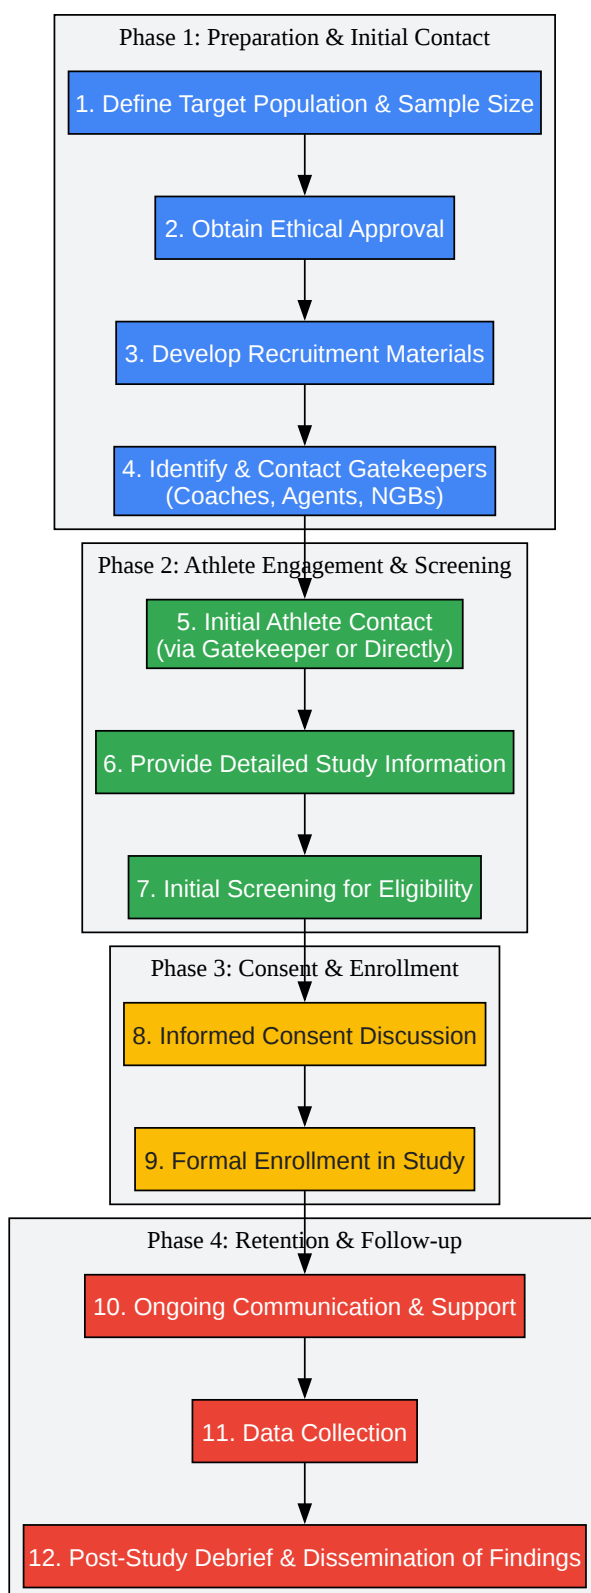 Phase 1: Preparation & Initial Contact
1. Define Target Population & Sample Size
2. Obtain Ethical Approval
3. Develop Recruitment Materials
4. Identify & Contact Gatekeepers
(Coaches, Agents, NGBs)
Phase 2: Athlete Engagement & Screening
5. Initial Athlete Contact
(via Gatekeeper or Directly)
6. Provide Detailed Study Information
7. Initial Screening for Eligibility
Phase 3: Consent & Enrollment
8. Informed Consent Discussion
9. Formal Enrollment in Study
Phase 4: Retention & Follow-up
10. Ongoing Communication & Support
11. Data Collection
12. Post-Study Debrief & Dissemination of Findings